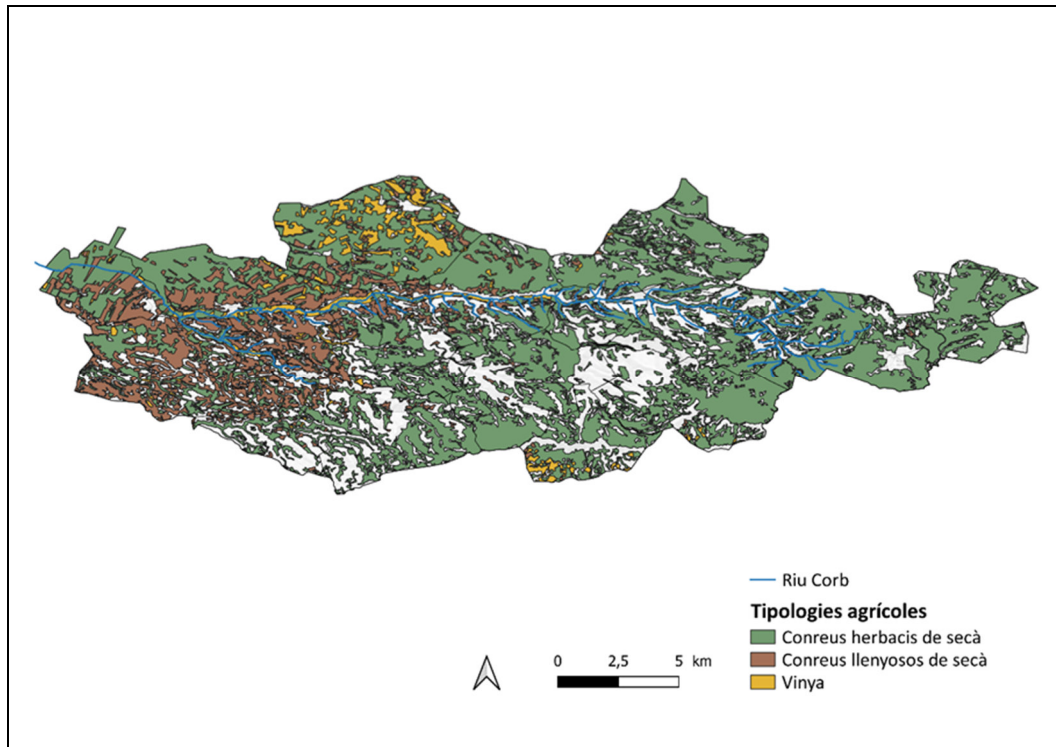 Riu Corb
Tipologies agrícoles
Conreus herbacis de secà
Conreus llenyosos de secà
Vinya
0 2,5 5 km